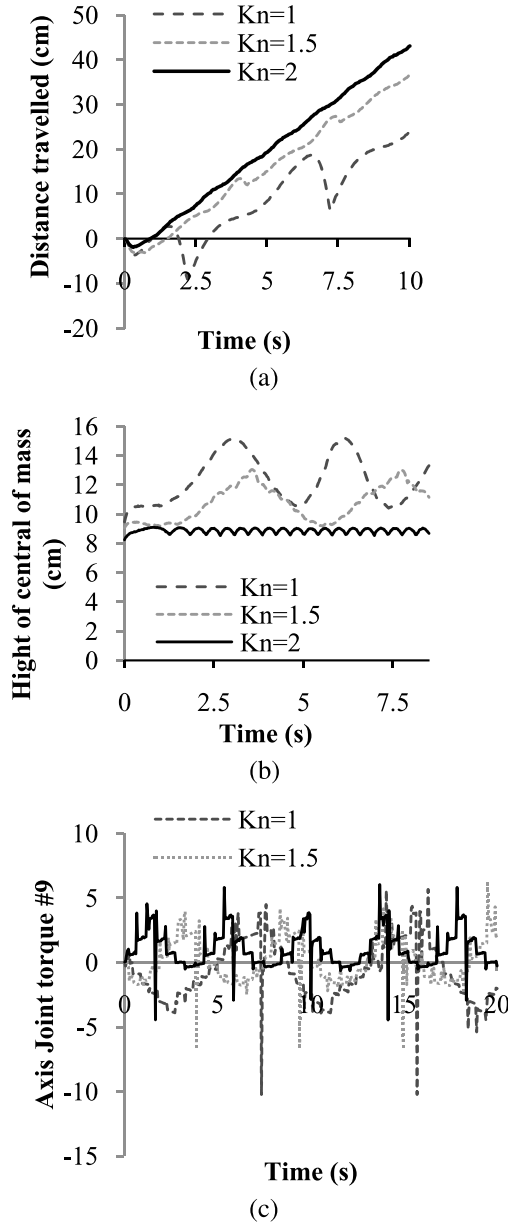 50
40
30
20
10
0
-10
-20
Distance travelled (cm)
Kn=1
Kn=1.5
Kn=2
0 2.5 5 7.5 10
Time (s)
(a)
16
14
12
10
8
6
4
2
0
Hight of central of mass
(cm)
Kn=1
Kn=1.5
Kn=2
0 2.5 5 7.5
Time (s)
(b)
10
5
0
-5
-10
-15
Axis Joint torque #9
Kn=1
Kn=1.5
0 5 10 15 20
Time (s)
(c)